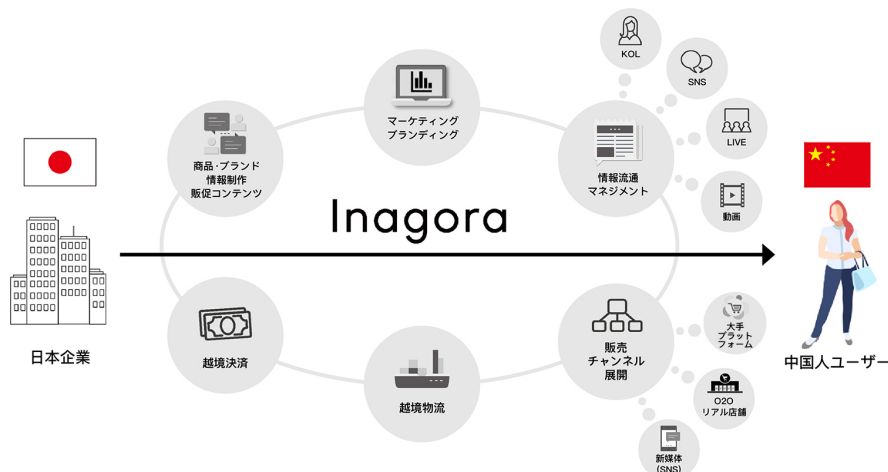 KOL
SNS
LIVE
動画
マーケティング
ブランディング
商品・ブランド
情報制作
販促コンテンツ
情報流通
マネジメント
Inagora
日本企業
中国人ユーザー
越境決済
越境物流
販売
チャンネル
展開
大手
プラット
フォーム
O2O
リアル店舗
新媒体
(SNS)